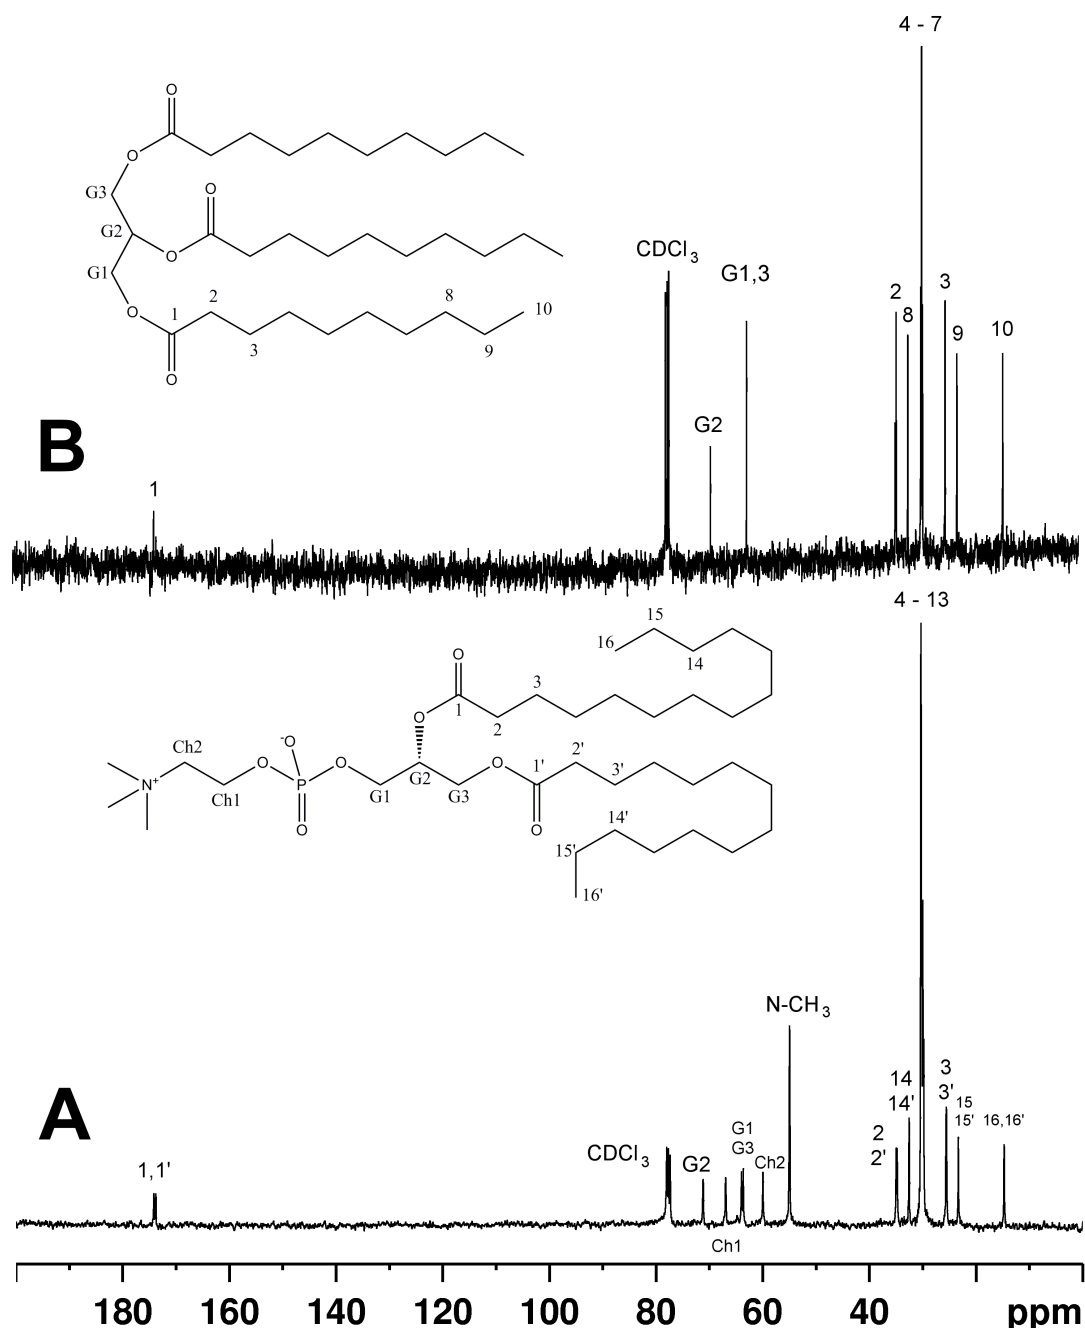 4 - 7
O
O
G3
O
G2
O
G1
O
1
2
3
8
9
10
O
CDCl3
G1,3
G2
2
8
3
9
10
B
1
4 - 13
15
16
14
O
3
1
2
O
-O
Ch2
O
P
O
G2
O
1'
2'
3'
N+
Ch1
O
G1
G3
O
14'
15'
16'
N-CH3
A
14
14'
3
3'
15
15'
16,16'
2
2'
G1
G3
CDCl3
G2
Ch2
1,1'
Ch1
180 160 140 120 100 80 60 40 ppm